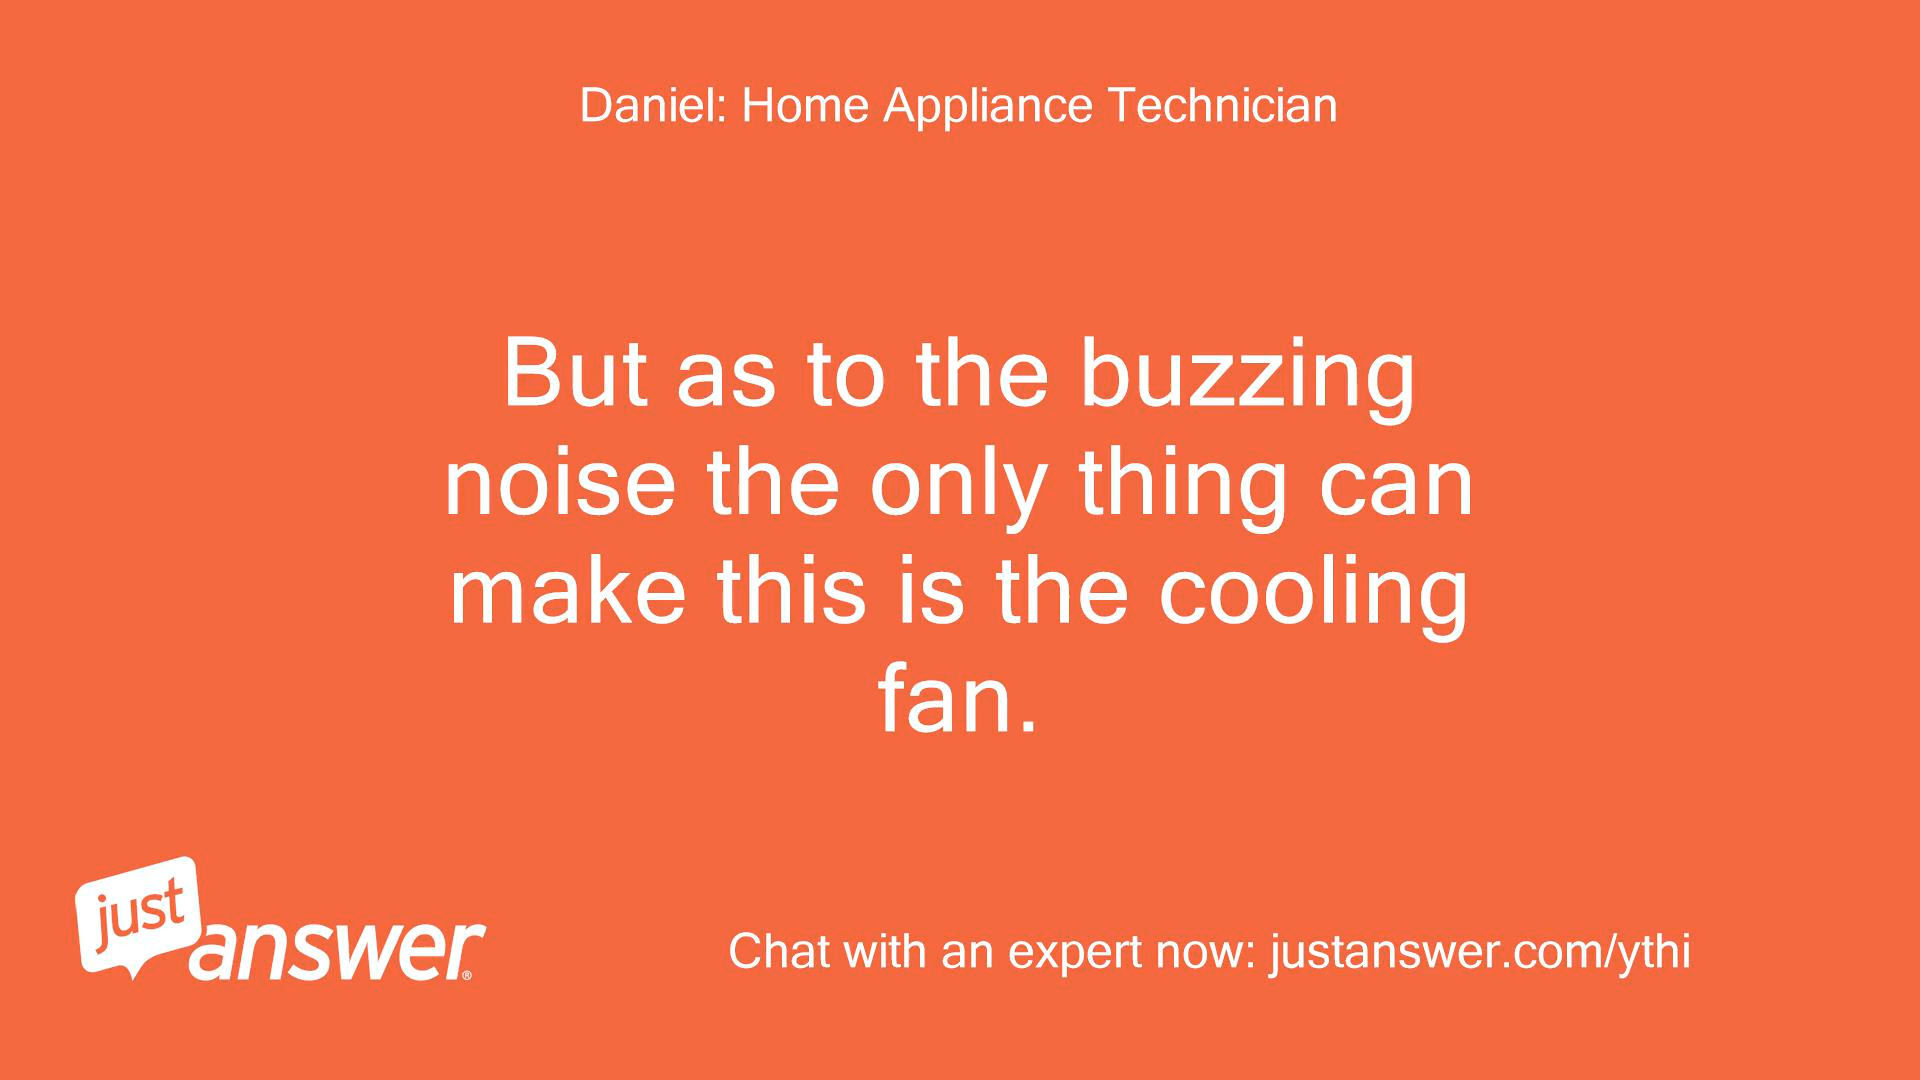 Daniel: Home Appliance Technician
But as to the buzzing
noise the only thing can
make this is the cooling
fan.
just
answer®
Chat with an expert now: justanswer.com/ythi